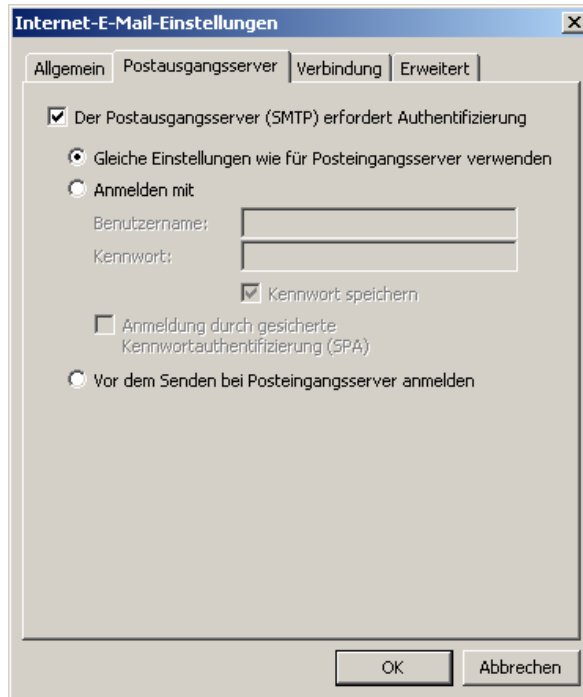 Internet-E-Mail-Einstellungen
Allgemein Postausgangsserver Verbindung Erweitert
Der Postausgangsserver (SMTP) erfordert Authentifizierung
Gleiche Einstellungen wie für Posteingangsserver verwenden
Anmelden mit
Benutzername:
Kennwort:
Kennwort speichern
Anmeldung durch gesicherte
Kennwortauthentifizierung (SPA)
Vor dem Senden bei Posteingangsserver anmelden
OK Abbrechen